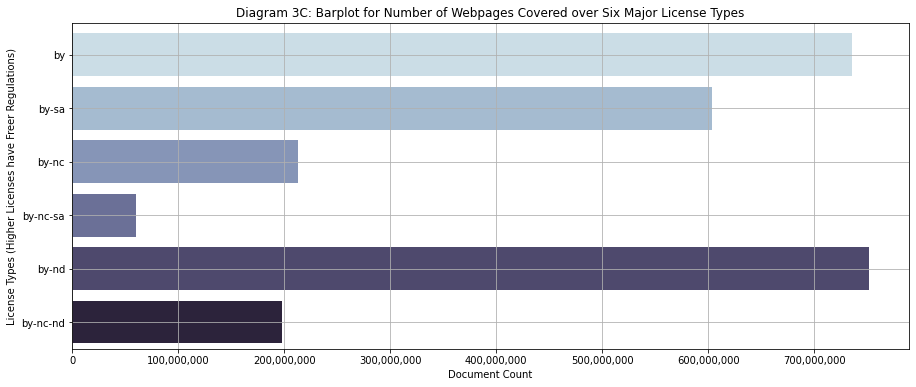 Diagram 3C: Barplot for Number of Webpages Covered over Six Major License Types
License Types (Higher Licenses have Freer Regulations)
by
by-sa
by-nc
by-nc-sa
by-nd
by-nc-nd
0
100,000,000
200,000,000
300,000,000
400,000,000
500,000,000
600,000,000
700,000,000
Document Count